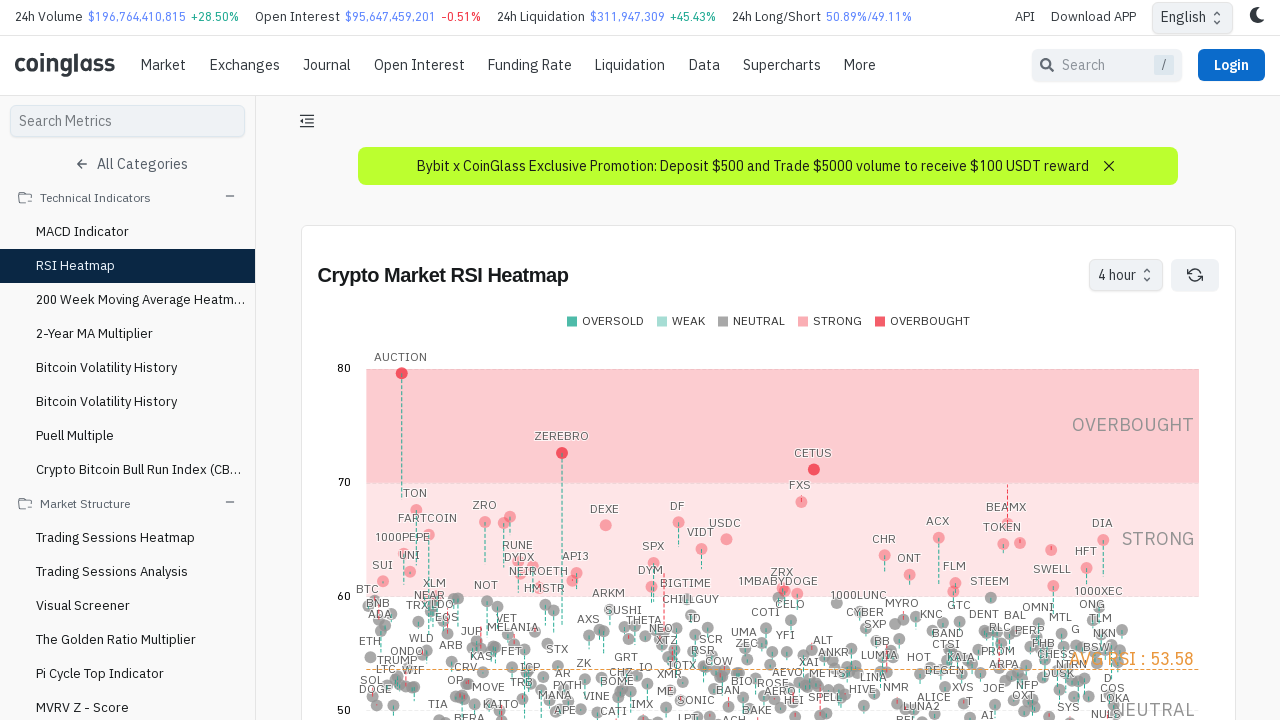 24h Volume $196,764,410,815 +28.50% Open Interest $95,647,459,201 -0.51% 24h Liquidation $311,947,309 +45.43% 24h Long/Short 50.89%/49.11% API Download APP English
coinglass Market Exchanges Journal Open Interest Funding Rate Liquidation Data Supercharts More Search / Login
Search Metrics
All Categories
Technical Indicators
MACD Indicator
RSI Heatmap
200 Week Moving Average Heatm...
2-Year MA Multiplier
Bitcoin Volatility History
Bitcoin Volatility History
Puell Multiple
Crypto Bitcoin Bull Run Index (CB...
Market Structure
Trading Sessions Heatmap
Trading Sessions Analysis
Visual Screener
The Golden Ratio Multiplier
Pi Cycle Top Indicator
MVRV Z - Score
Bybit x CoinGlass Exclusive Promotion: Deposit $500 and Trade $5000 volume to receive $100 USDT reward
Crypto Market RSI Heatmap 4 hour
OVERSOLD WEAK NEUTRAL STRONG OVERBOUGHT
AUCTION
80
OVERBOUGHT
ZEREBRO
CETUS
70
FXS
TON
ZRO DEXE DF BEAMX
FARTCOIN VIDT USDC ACX TOKEN DIA
STRONG
1000PEPE RUNE SPX CHR HFT
UNI DYDX API3 ONT
SUI NEIROETH DYM ZRX FLM SWELL
XLM NOT HMSTR BIGTIME 1MBABYDOGE STEEM
BTC NEAR ARKM CHILLGUY 1000LUNC 1000XEC
60
BNB TRX LDO SUSHI CELO MYRO GTC OMNI ONG
ADA EOS VET AXS THETA ID COTI CYBER KNC DENT BAL MTL TLM
JUP MELANIA NEO UMA YFI SXP BAND RLC PERP G NKN
ETH WLD ARB FET STX XTZ SCR ZEC ALT BB CTSI PHB BSW
ONDO KAS GRT RSR ANKR LUMIA HOT KAIA PROM CHESS
TRUMP CRV ICP ZK IO IOTX COW XAI ARPA NTRN AVG RSI : 53.58
LTC WIF AR CHZ XMR AEVO METIS LINA DEGEN DUSK
SOL OP TRB PYTH BOME BIO ROSE NFP D
DOGE MOVE MANA VINE ME BAN AERO HIVE NMR XVS JOE COS
TIA KAITO APE IMX SONIC HEI SPELL ALICE T OXT IOTA
50 CATI BAKE LUNA2 AI SYS NEUTRAL
BERA LPT ACH BEL NULS